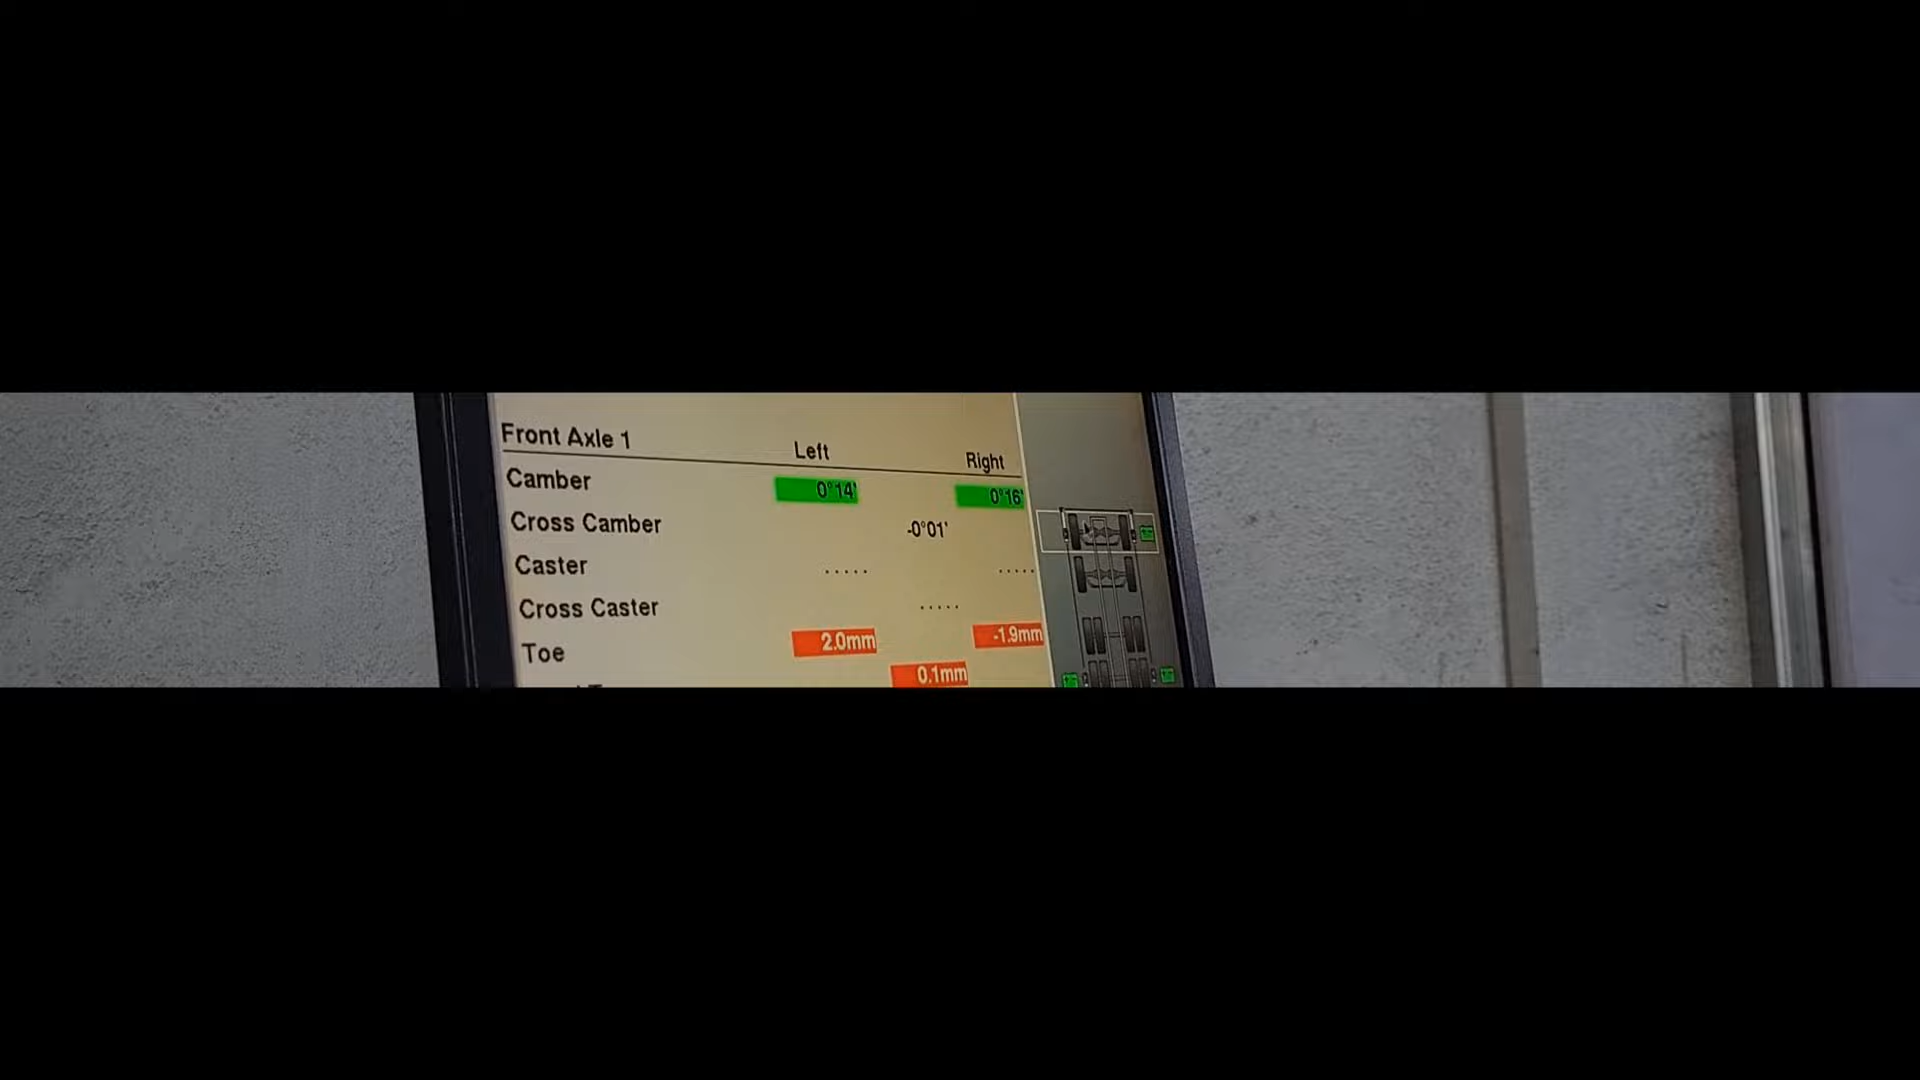 Front Axle 1 Left Right
Camber 0°14' 0°16'
Cross Camber -0°01'
Caster ..... .....
Cross Caster .....
Toe 2.0mm -1.9mm
0.1mm